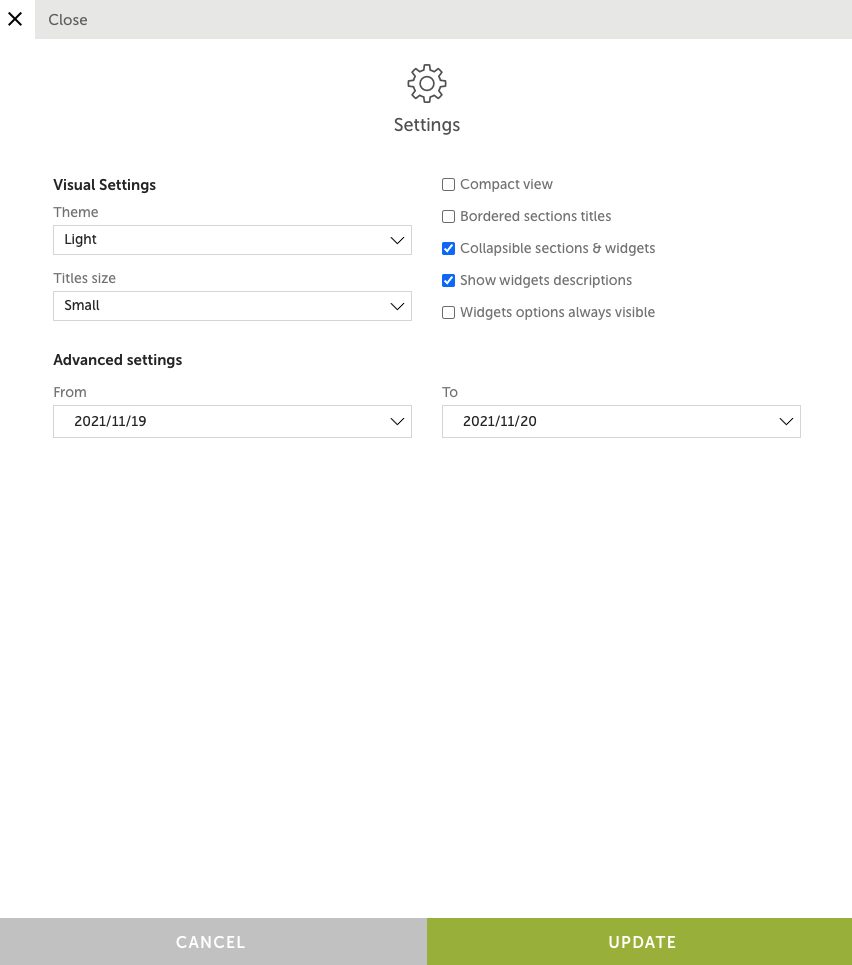 Close
Settings
Visual Settings
Theme
Light
Titles size
Small
Compact view
Bordered sections titles
Collapsible sections & widgets
Show widgets descriptions
Widgets options always visible
Advanced settings
From
2021/11/19
To
2021/11/20
CANCEL
UPDATE